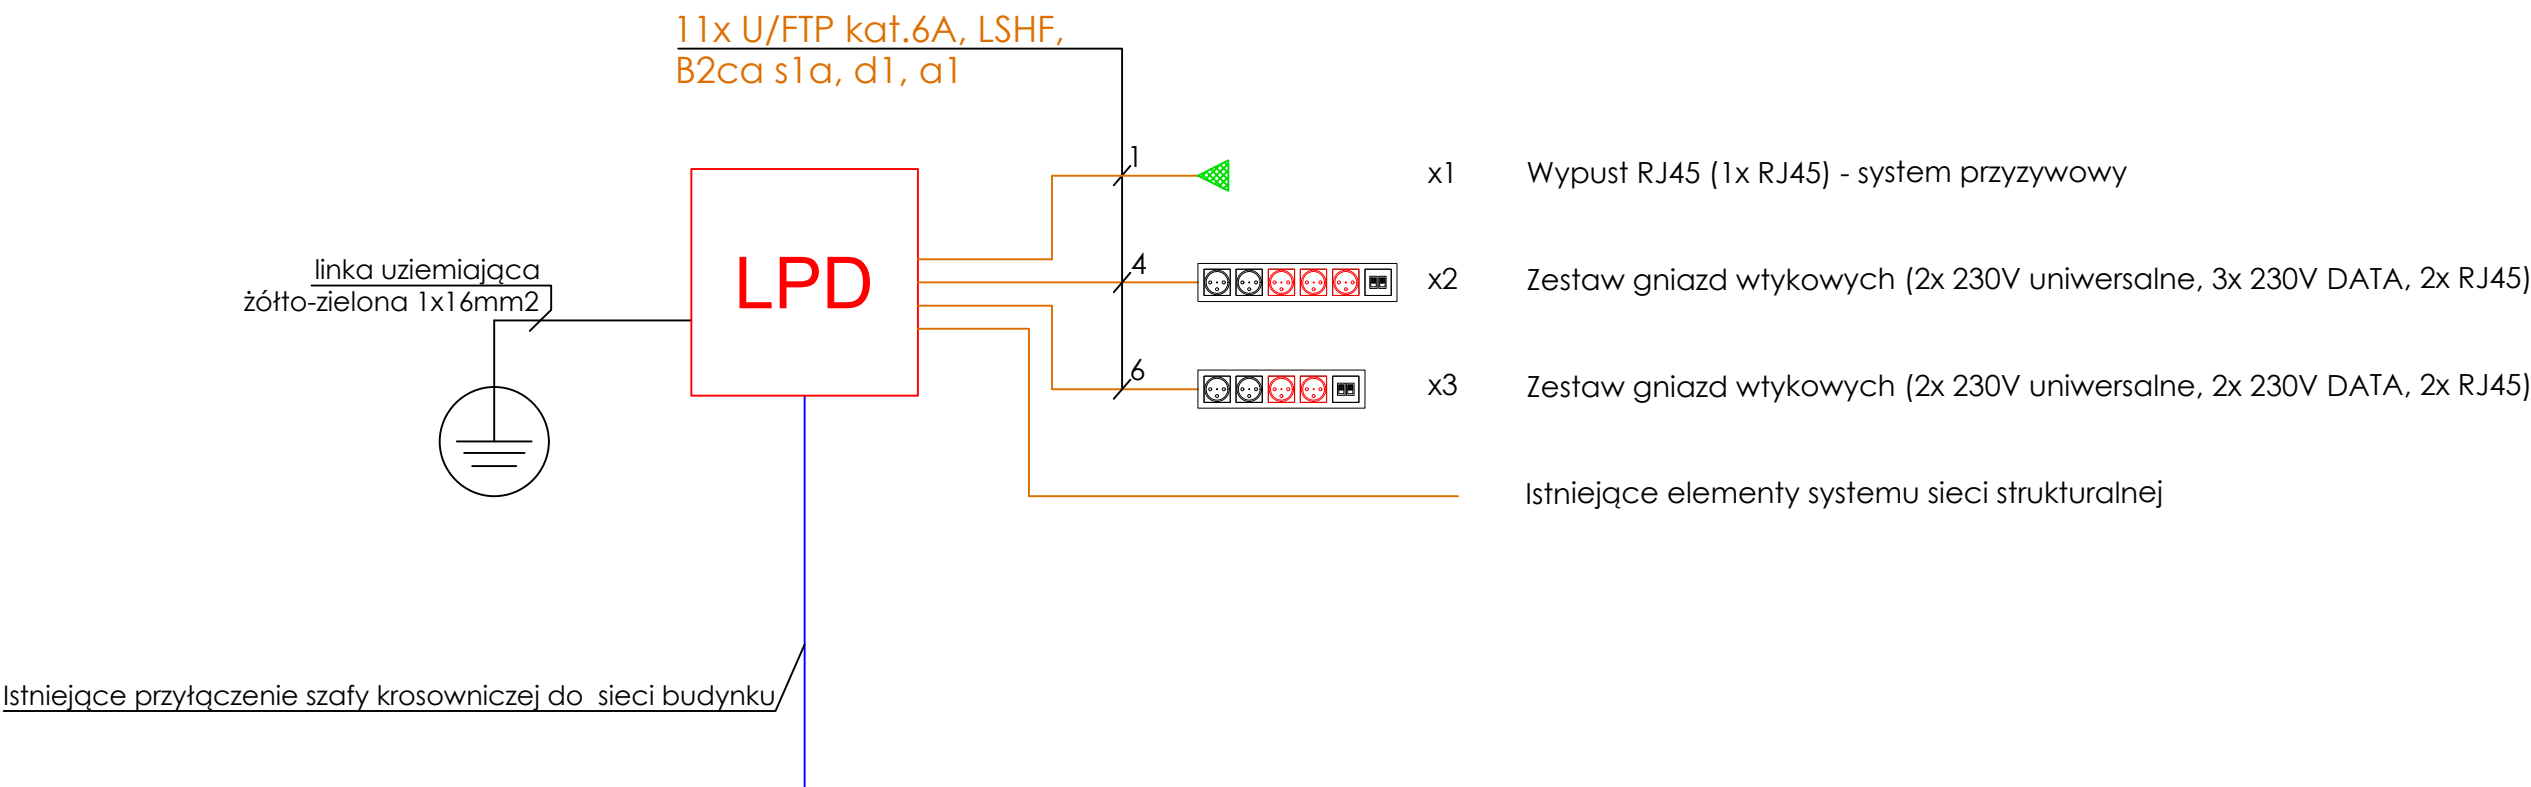 11x U/FTP kat.6A, LSHF,
B2ca s1a, d1, a1
1
x1 Wypust RJ45 (1x RJ45) - system przyzywowy
linka uziemiająca
żółto-zielona 1x16mm2
LPD
4
x2 Zestaw gniazd wtykowych (2x 230V uniwersalne, 3x 230V DATA, 2x RJ45)
6
x3 Zestaw gniazd wtykowych (2x 230V uniwersalne, 2x 230V DATA, 2x RJ45)
Istniejące elementy systemu sieci strukturalnej
Istniejące przyłączenie szafy krosowniczej do sieci budynku